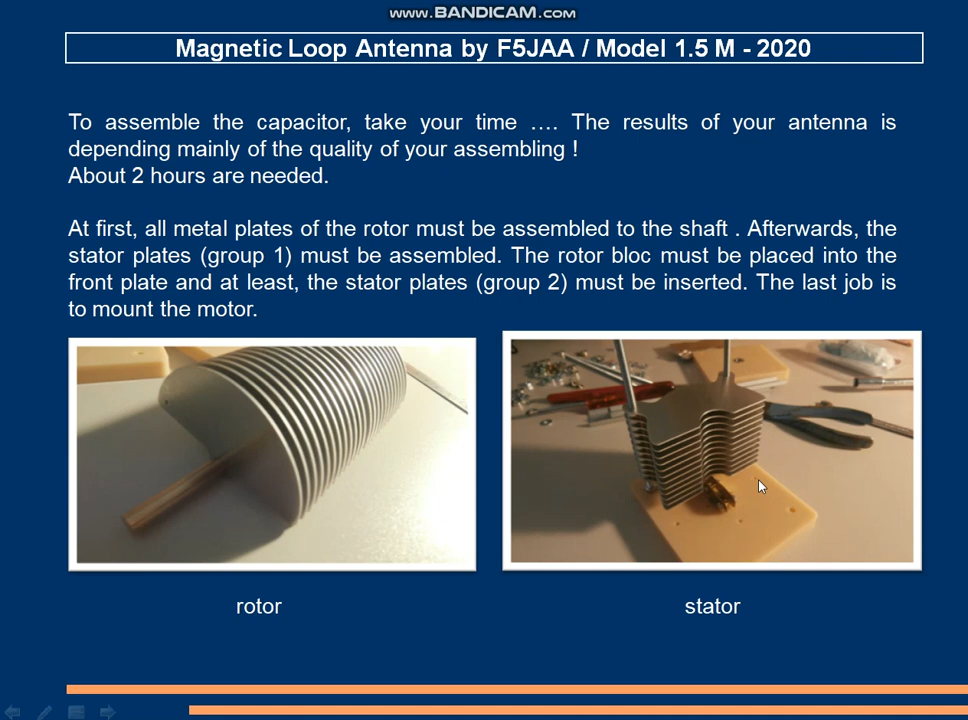 www.BANDICAM.com
Magnetic Loop Antenna by F5JAA / Model 1.5 M - 2020
To assemble the capacitor, take your time .... The results of your antenna is
depending mainly of the quality of your assembling !
About 2 hours are needed.
At first, all metal plates of the rotor must be assembled to the shaft . Afterwards, the
stator plates (group 1) must be assembled. The rotor bloc must be placed into the
front plate and at least, the stator plates (group 2) must be inserted. The last job is
to mount the motor.
rotor
stator